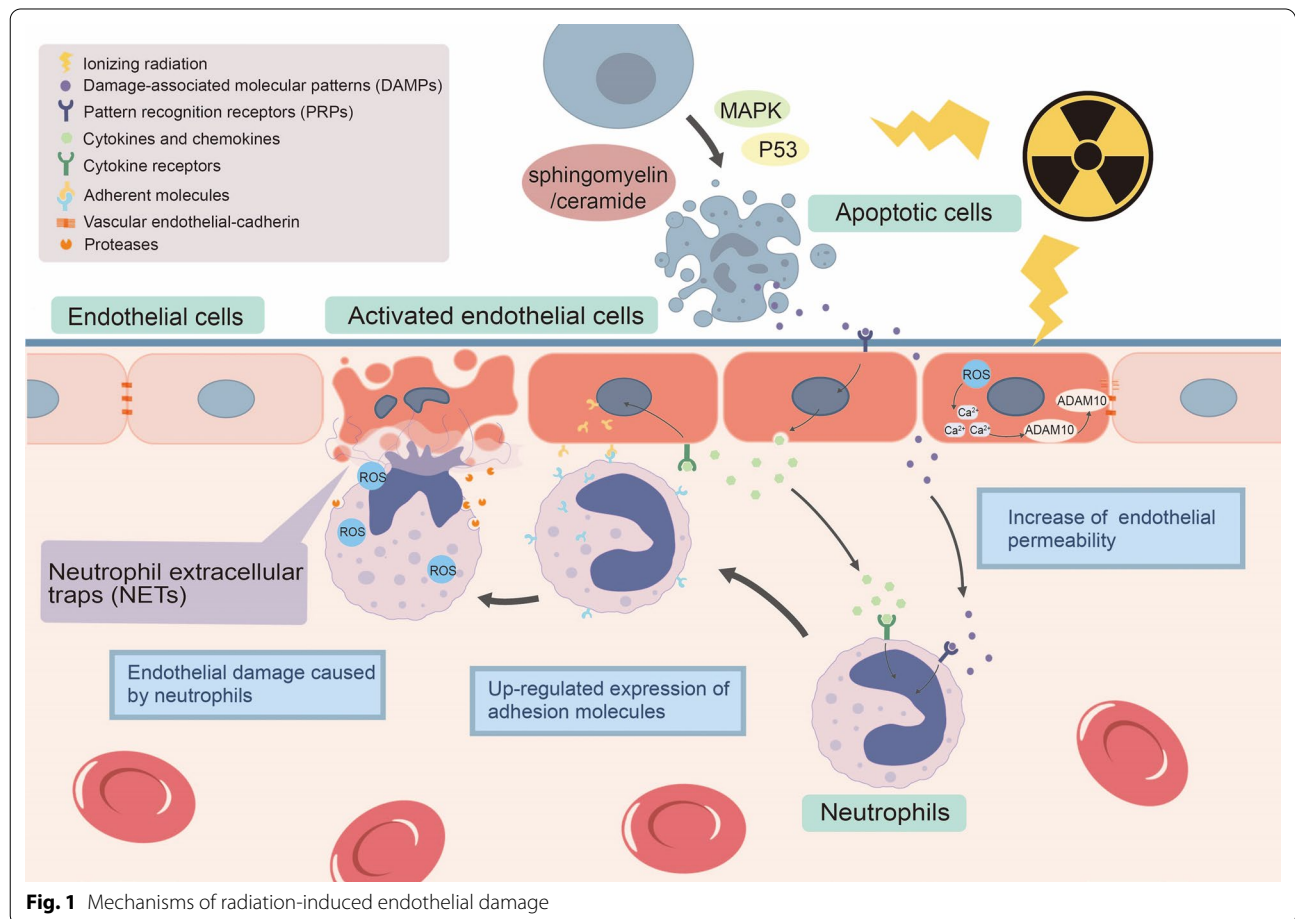 Ionizing radiation
Damage-associated molecular patterns (DAMPs)
Pattern recognition receptors (PRPs)
Cytokines and chemokines
Cytokine receptors
Adherent molecules
Vascular endothelial-cadherin
Proteases
MAPK
P53
sphingomyelin
/ceramide
Apoptotic cells
Endothelial cells
Activated endothelial cells
ROS
Ca²⁺
Ca²⁺ Ca²⁺
ADAM10
ADAM10
ROS
ROS
ROS
Neutrophil extracellular
traps (NETs)
Increase of endothelial
permeability
Endothelial damage caused
by neutrophils
Up-regulated expression of
adhesion molecules
Neutrophils
Fig. 1 Mechanisms of radiation-induced endothelial damage